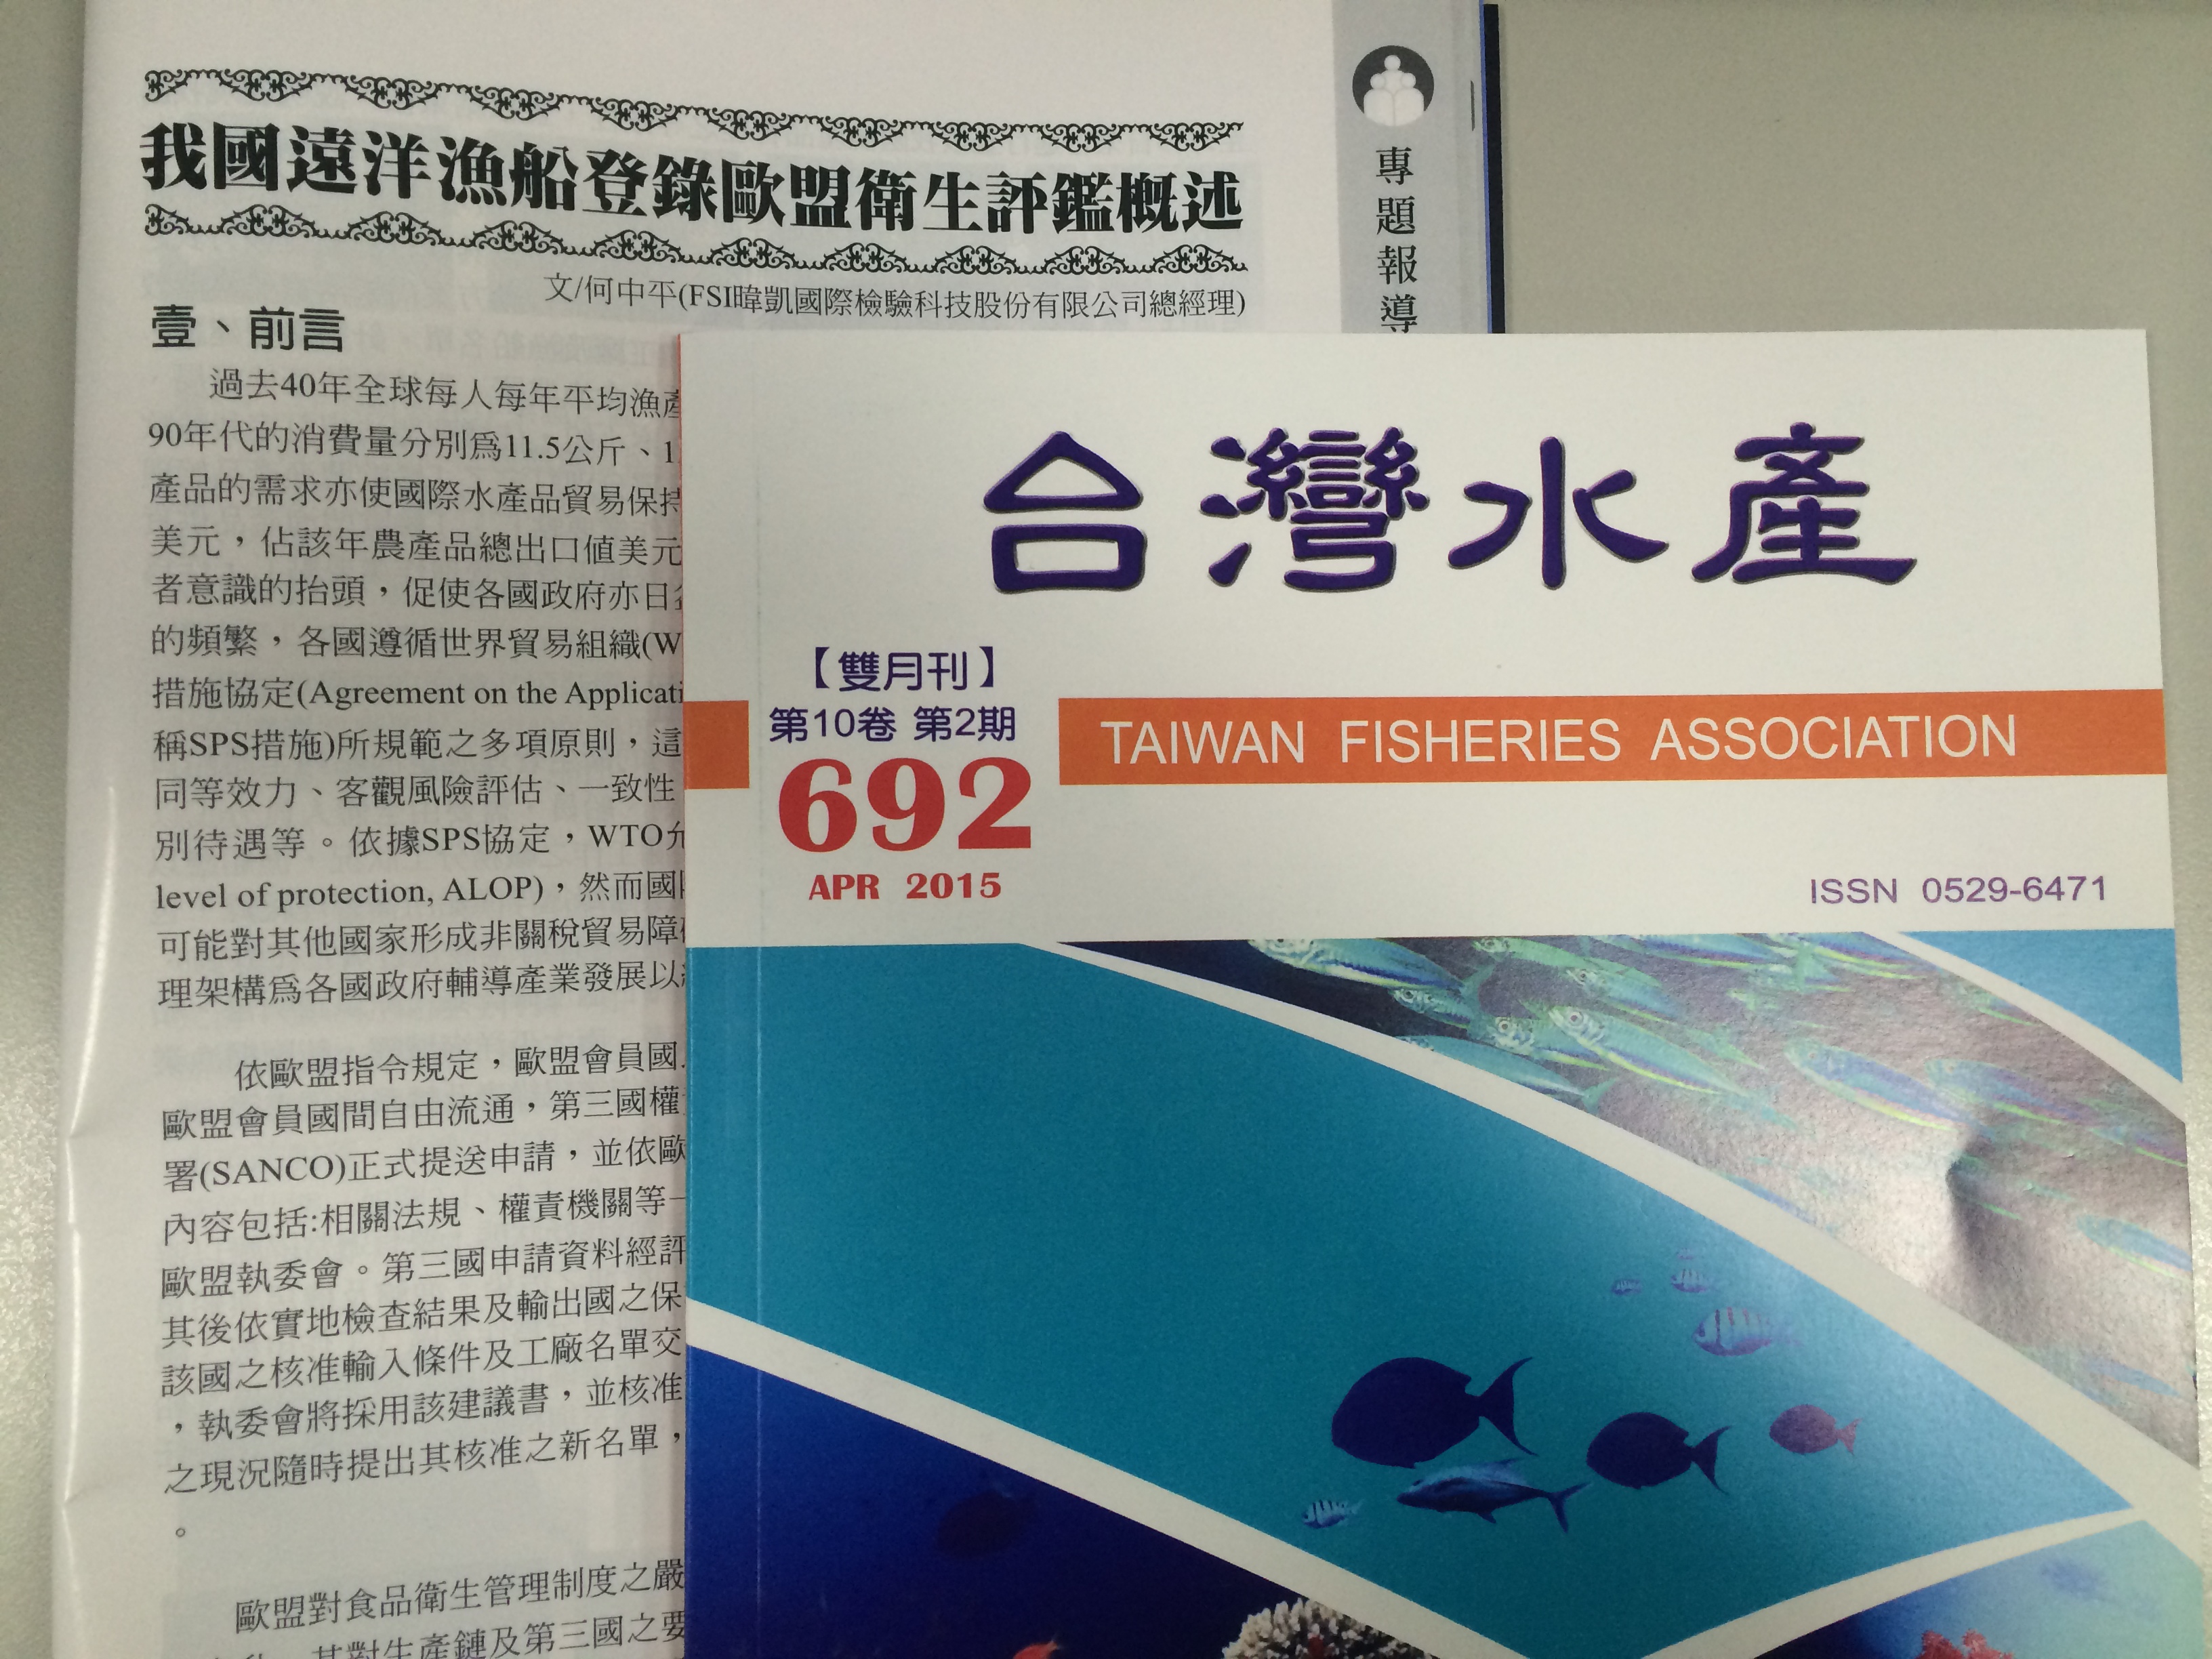 我國遠洋漁船登錄歐盟衛生評鑑概述
文/何中平(FSI暐凱國際檢驗科技股份有限公司總經理)
專題報導
壹、前言
過去40年全球每人每年平均漁產
90年代的消費量分別為11.5公斤、1
產品的需求亦使國際水產品貿易保持
美元，佔該年農產品總出口值美元
者意識的抬頭，促使各國政府亦日
的頻繁，各國遵循世界貿易組織(W
措施協定(Agreement on the Applicati
稱SPS措施)所規範之多項原則，這
同等效力、客觀風險評估、一致性
別待遇等。依據SPS協定，WTO允
level of protection, ALOP)，然而國
可能對其他國家形成非關稅貿易障
理架構為各國政府輔導產業發展以
依歐盟指令規定，歐盟會員國
歐盟會員國間自由流通，第三國權
署(SANCO)正式提送申請，並依歐
內容包括:相關法規、權責機關等一
歐盟執委會。第三國申請資料經評
其後依實地檢查結果及輸出國之保
該國之核准輸入條件及工廠名單交
，執委會將採用該建議書，並核准
之現況隨時提出其核准之新名單，
。
歐盟對食品衛生管理制度之嚴
其對生產鏈及第三國之要
台灣水產
【雙月刊】
第10卷 第2期
692
APR 2015
TAIWAN FISHERIES ASSOCIATION
ISSN 0529-6471